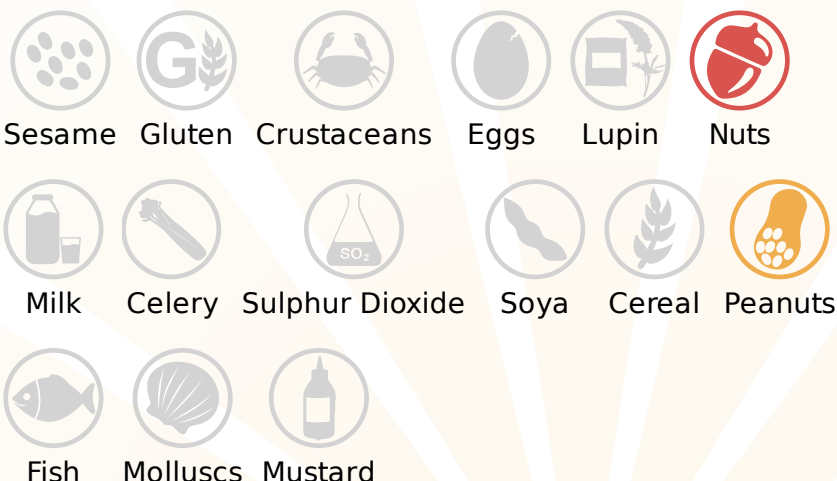 Sesame Gluten Crustaceans Eggs Lupin Nuts
G
SO₂
Milk Celery Sulphur Dioxide Soya Cereal Peanuts
Fish Molluscs Mustard